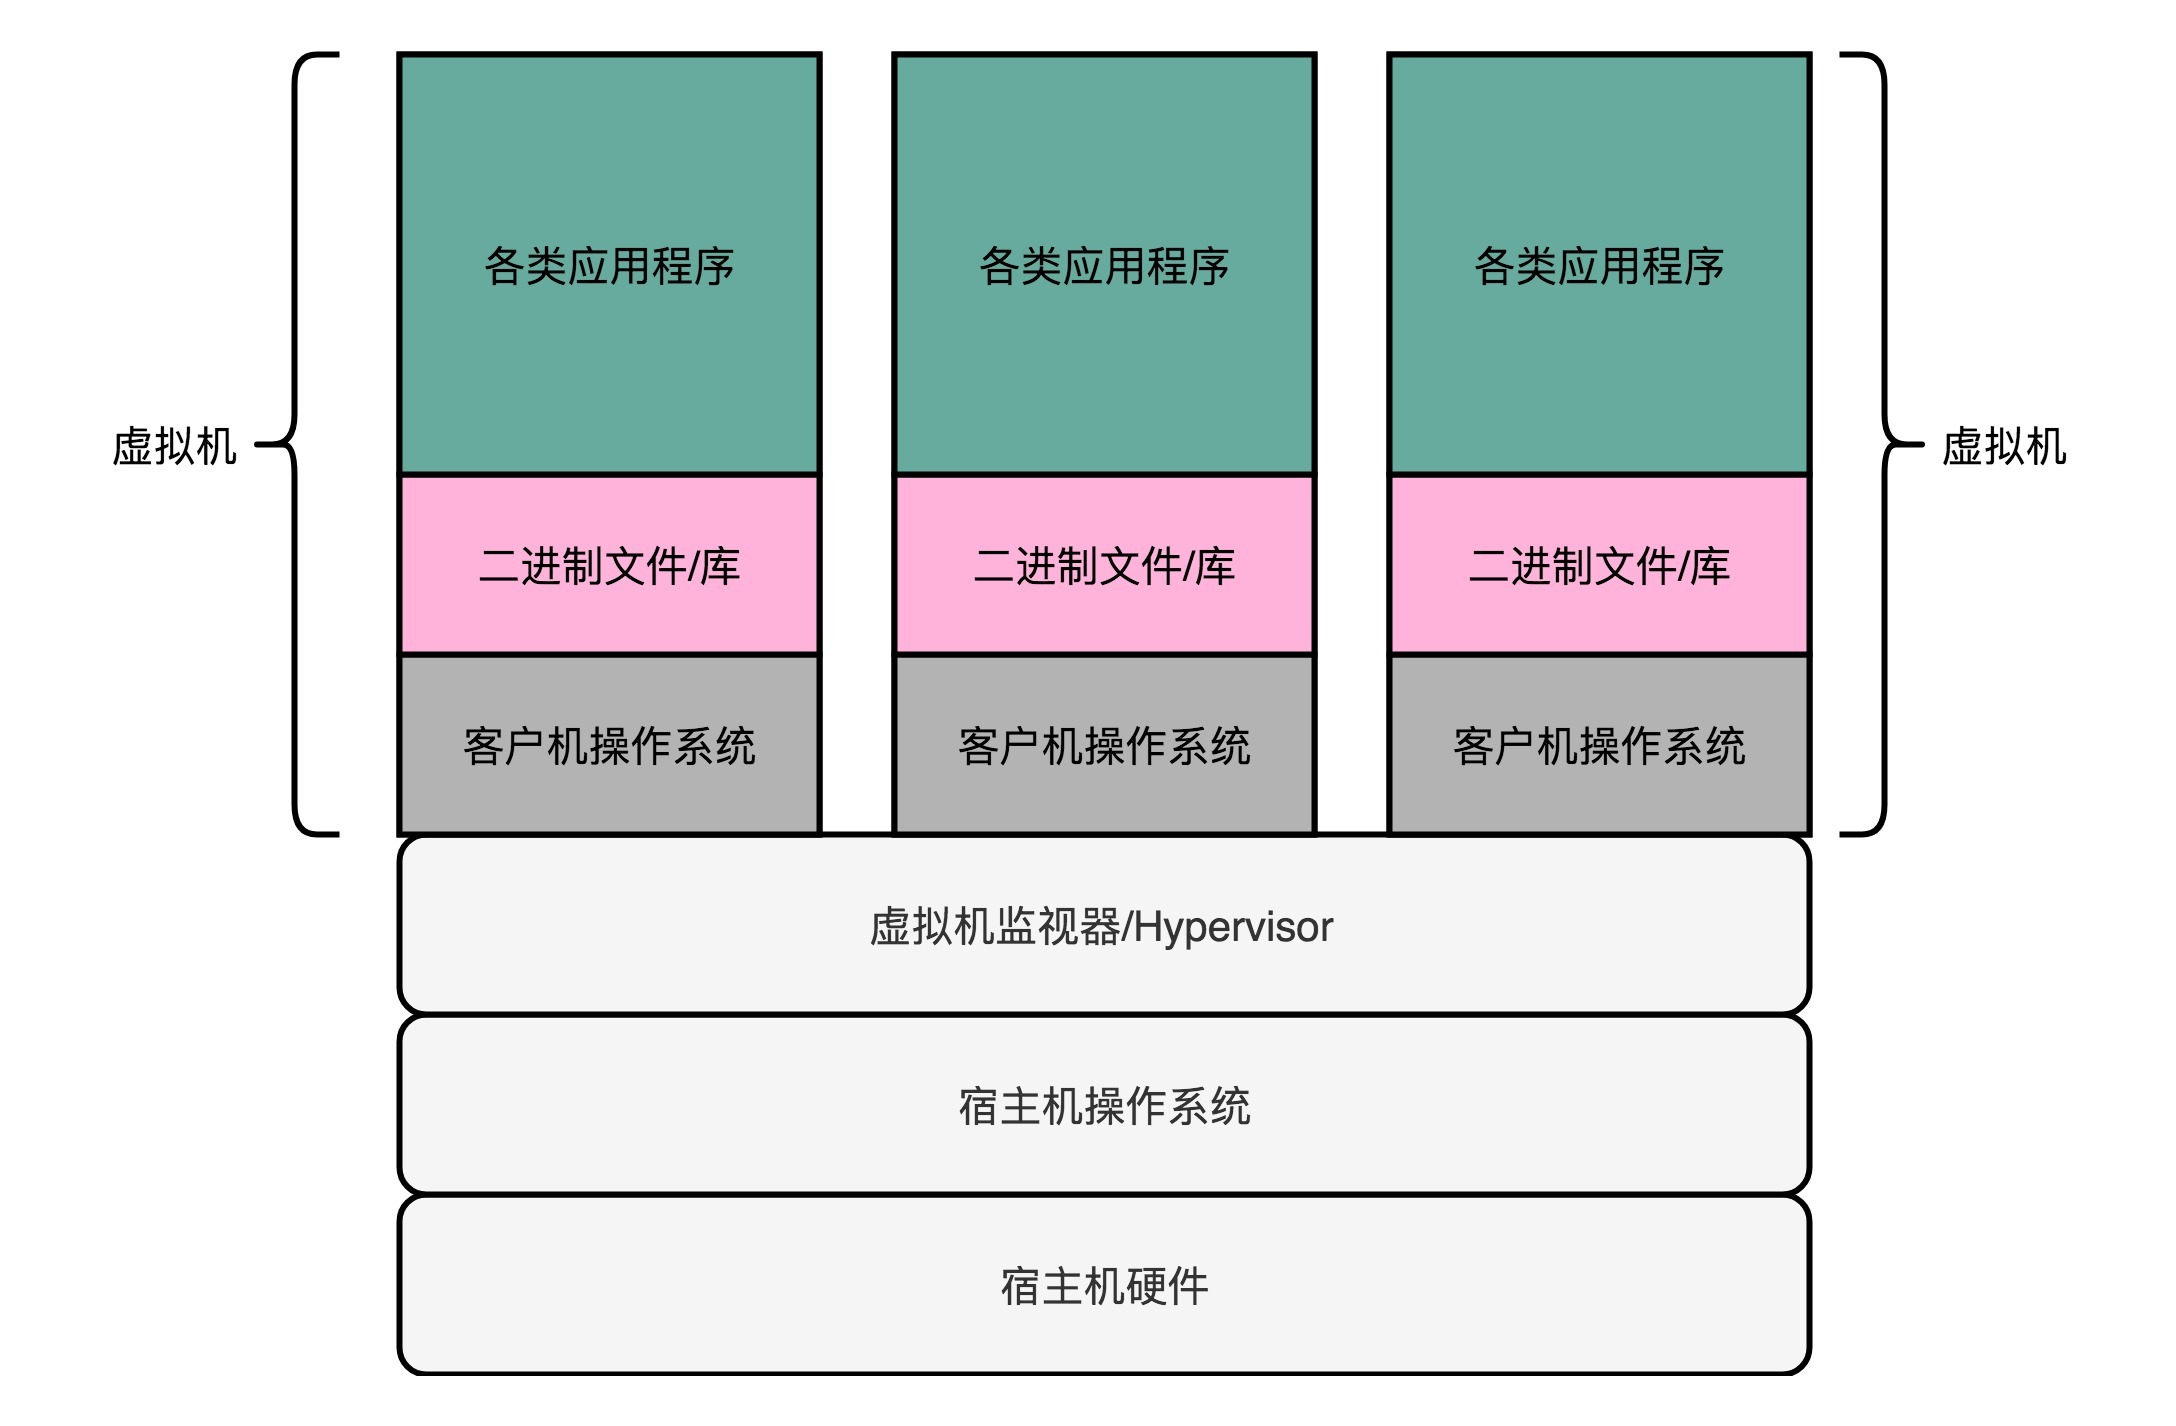 各类应用程序
各类应用程序
各类应用程序
虚拟机
虚拟机
二进制文件/库
二进制文件/库
二进制文件/库
客户机操作系统
客户机操作系统
客户机操作系统
虚拟机监视器/Hypervisor
宿主机操作系统
宿主机硬件